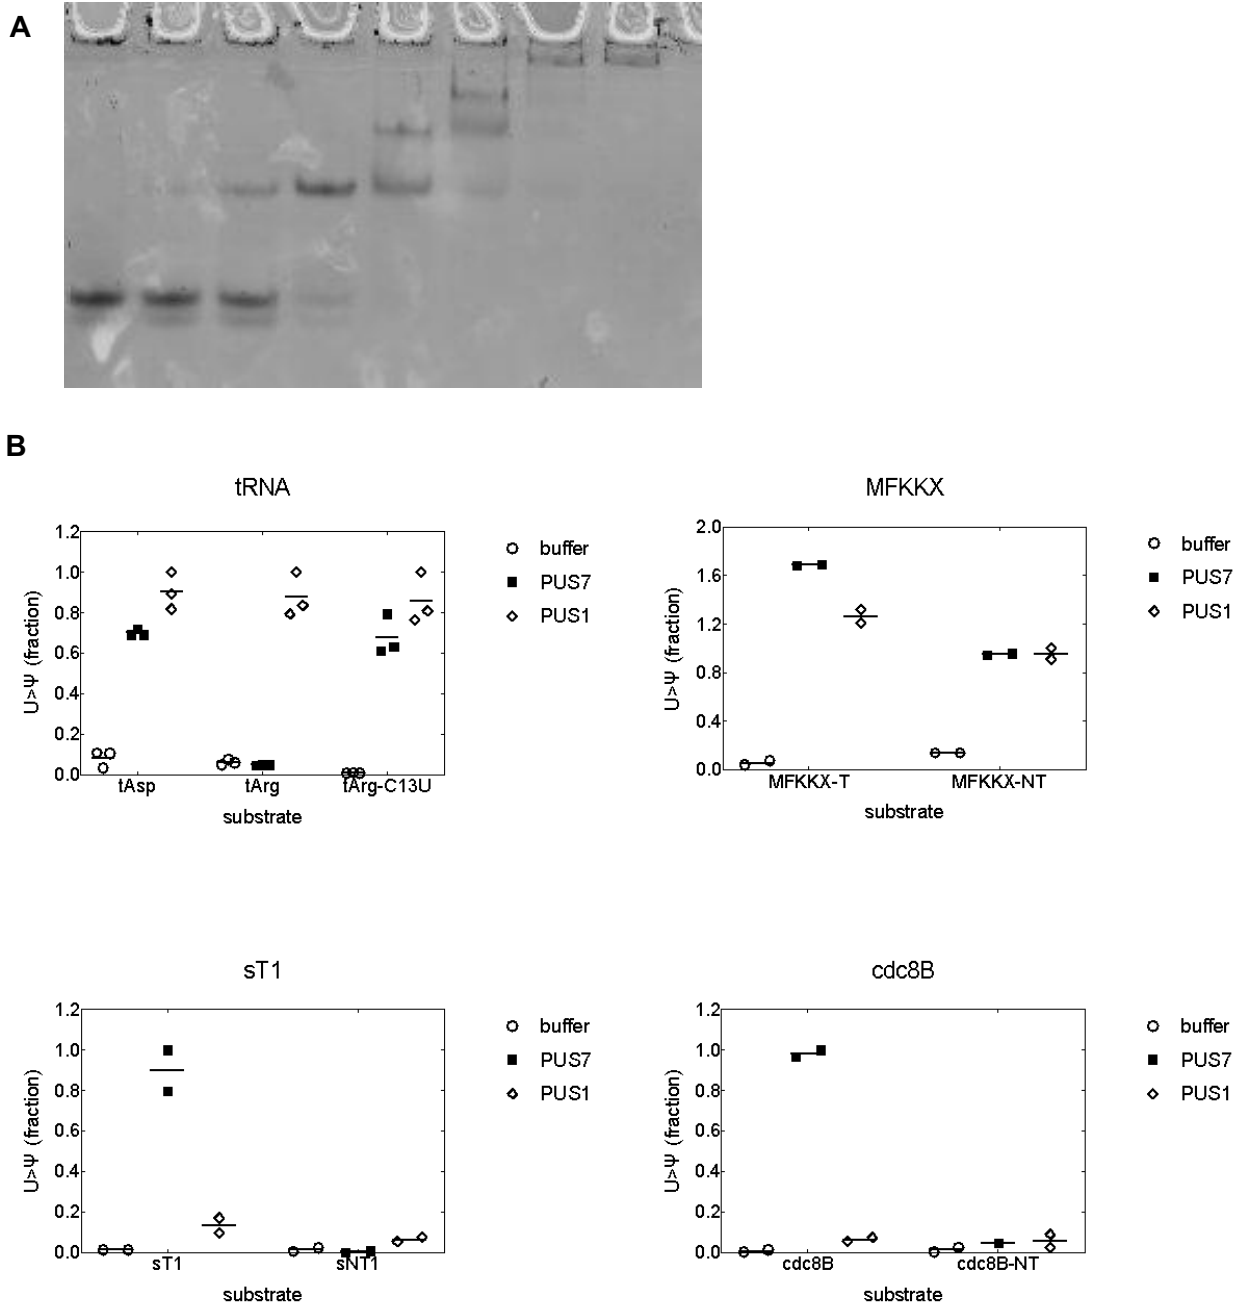 A
B
tRNA
1.2
1.0
0.8
0.6
0.4
0.2
0.0
U>Ψ (fraction)
tAsp tArg tArg-C13U
substrate
buffer
PUS7
PUS1
MFKKX
2.0
1.6
1.2
0.8
0.4
0.0
U>Ψ (fraction)
MFKKX-T MFKKX-NT
substrate
buffer
PUS7
PUS1
sT1
1.2
1.0
0.8
0.6
0.4
0.2
0.0
U>Ψ (fraction)
sT1 sNT1
substrate
buffer
PUS7
PUS1
cdc8B
1.2
1.0
0.8
0.6
0.4
0.2
0.0
U>Ψ (fraction)
cdc8B cdc8B-NT
substrate
buffer
PUS7
PUS1